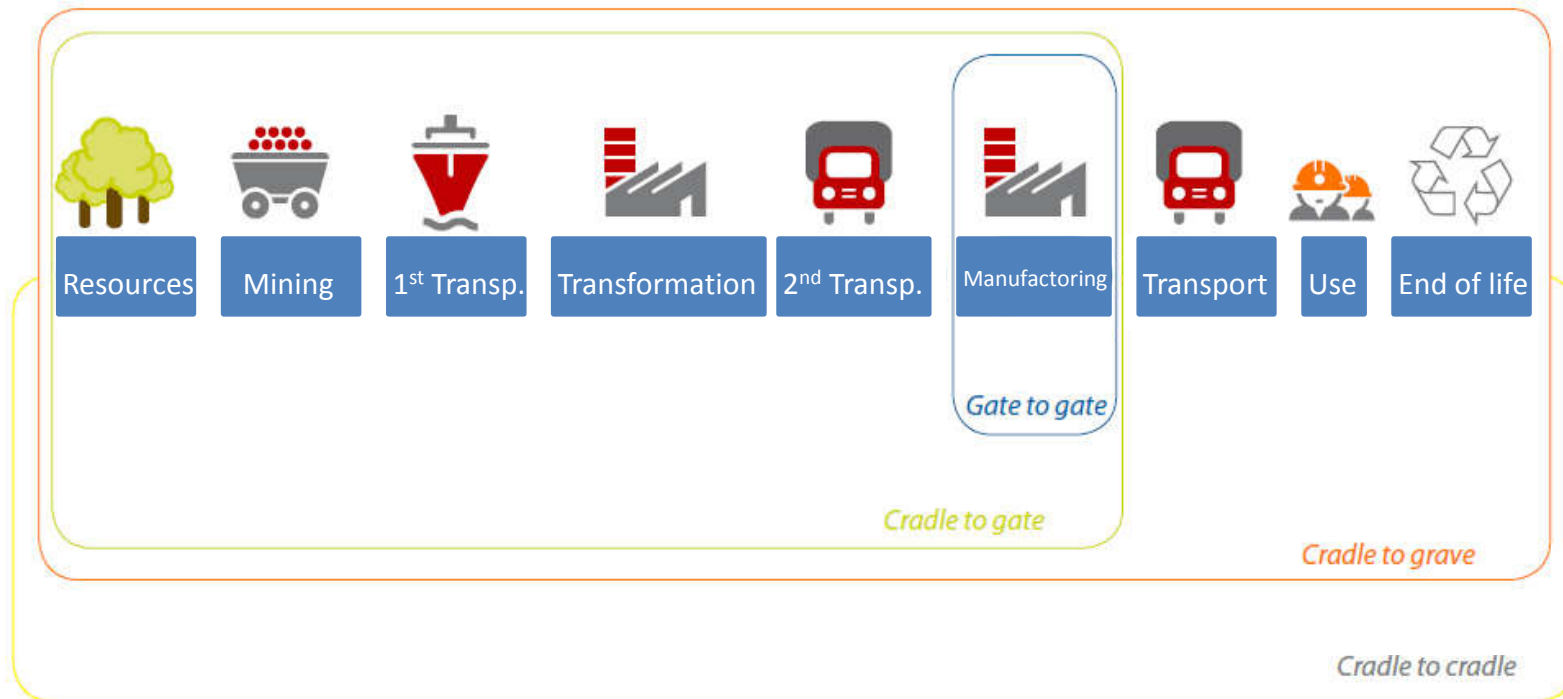 Resources
Mining
1st Transp.
Transformation
2nd Transp.
Manufactoring
Transport
Use
End of life
Gate to gate
Cradle to gate
Cradle to grave
Cradle to cradle